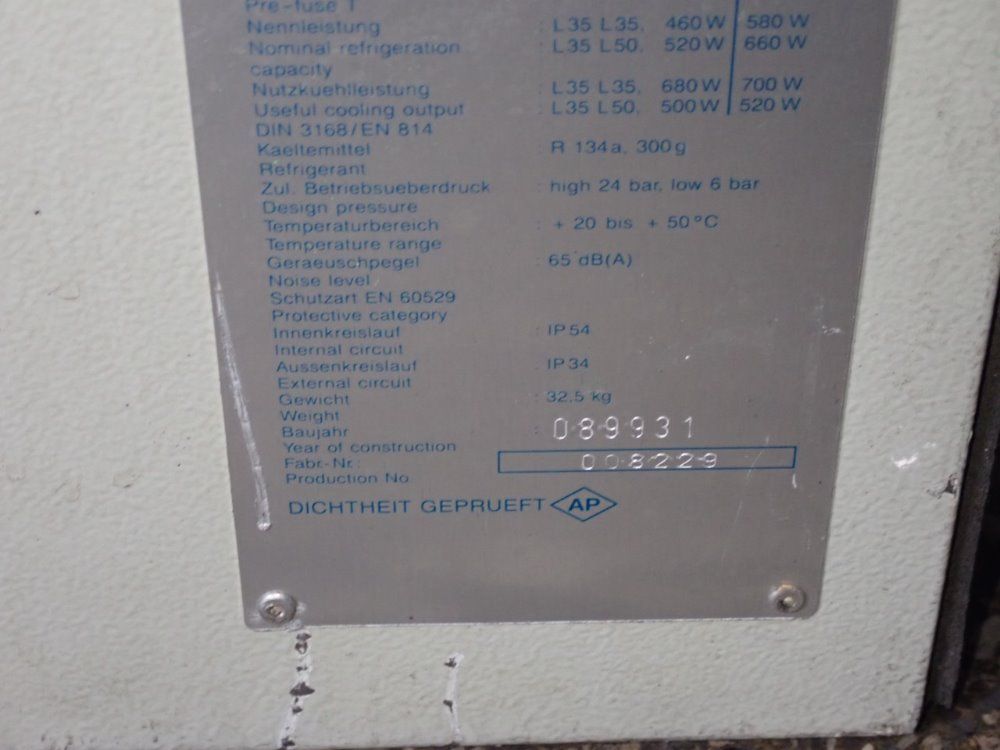 Pre-fuse T
Nennleistung : L35 L35, 460 W 580 W
Nominal refrigeration : L35 L50, 520 W 660 W
capacity
Nutzkuehlleistung : L35 L35, 680 W 700 W
Useful cooling output : L35 L50, 500 W 520 W
DIN 3168/EN 814
Kaeltemittel : R 134a, 300g
Refrigerant
Zul. Betriebsueberdruck : high 24 bar, low 6 bar
Design pressure
Temperaturbereich : + 20 bis + 50°C
Temperature range
Geraeuschpegel : 65 dB(A)
Noise level
Schutzart EN 60529
Protective category
Innenkreislauf : IP 54
Internal circuit
Aussenkreislauf : IP 34
External circuit
Gewicht : 32.5 kg
Weight
Baujahr : 089931
Year of construction
Fabr.-Nr.: 008229
Production No
DICHTHEIT GEPRUEFT AP